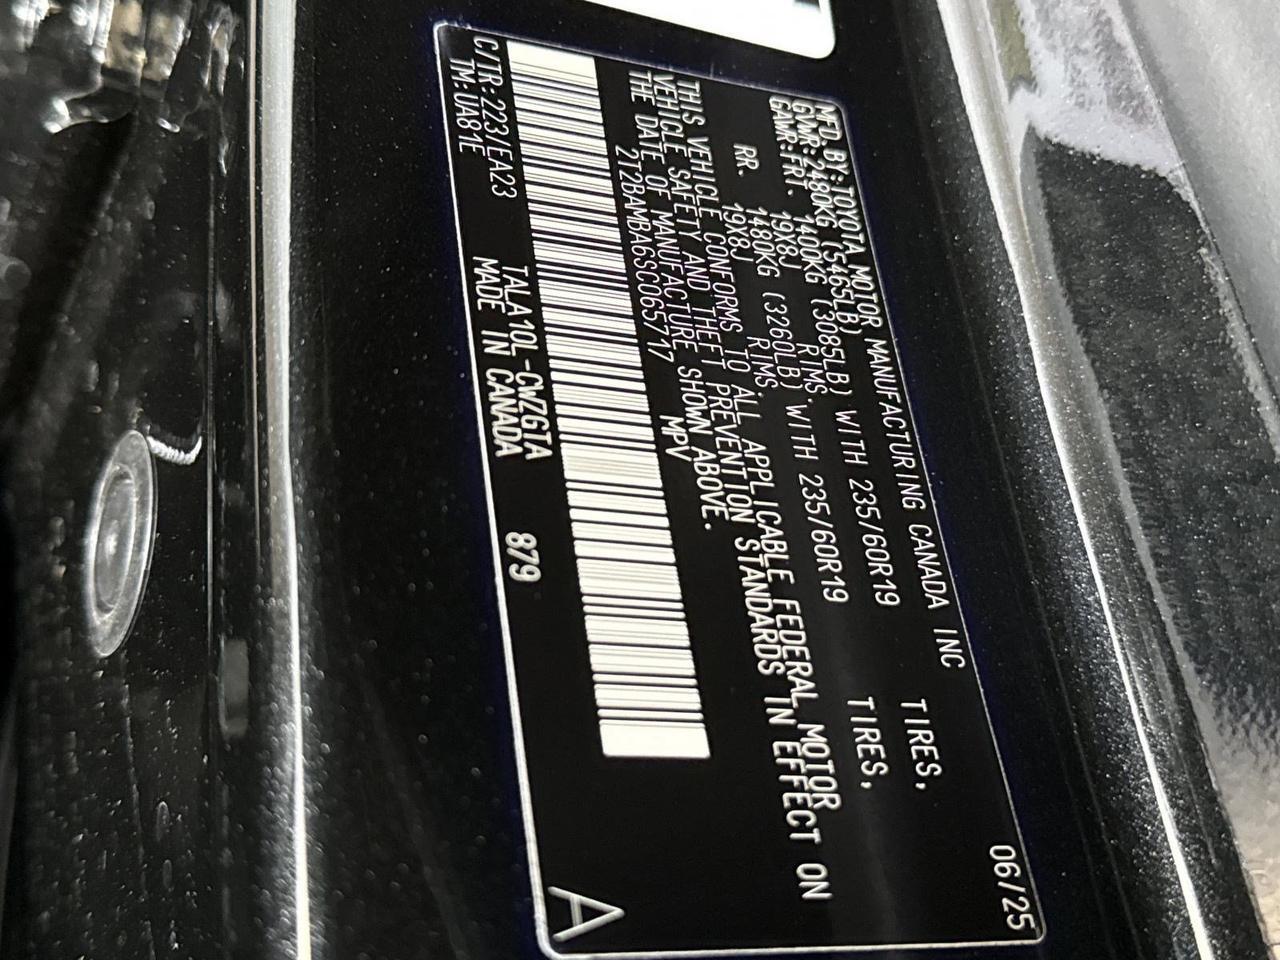 MFD.BY:TOYOTA MOTOR MANUFACTURING CANADA INC 06/25
GVWR:2480KG (5465LB)
GAWR:FRT. 1400KG (3085LB) WITH 235/60R19 TIRES,
19X8J RIMS.
RR. 1480KG (3260LB) WITH 235/60R19 TIRES,
19X8J RIMS.
THIS VEHICLE CONFORMS TO ALL APPLICABLE FEDERAL MOTOR
VEHICLE SAFETY AND THEFT PREVENTION STANDARDS IN EFFECT ON
THE DATE OF MANUFACTURE SHOWN ABOVE.
2T2BAMBA6SC065717 MPV
C/TR:223/EA23 TALA10L-CWZGTA 879
TM:UA81E MADE IN CANADA
A